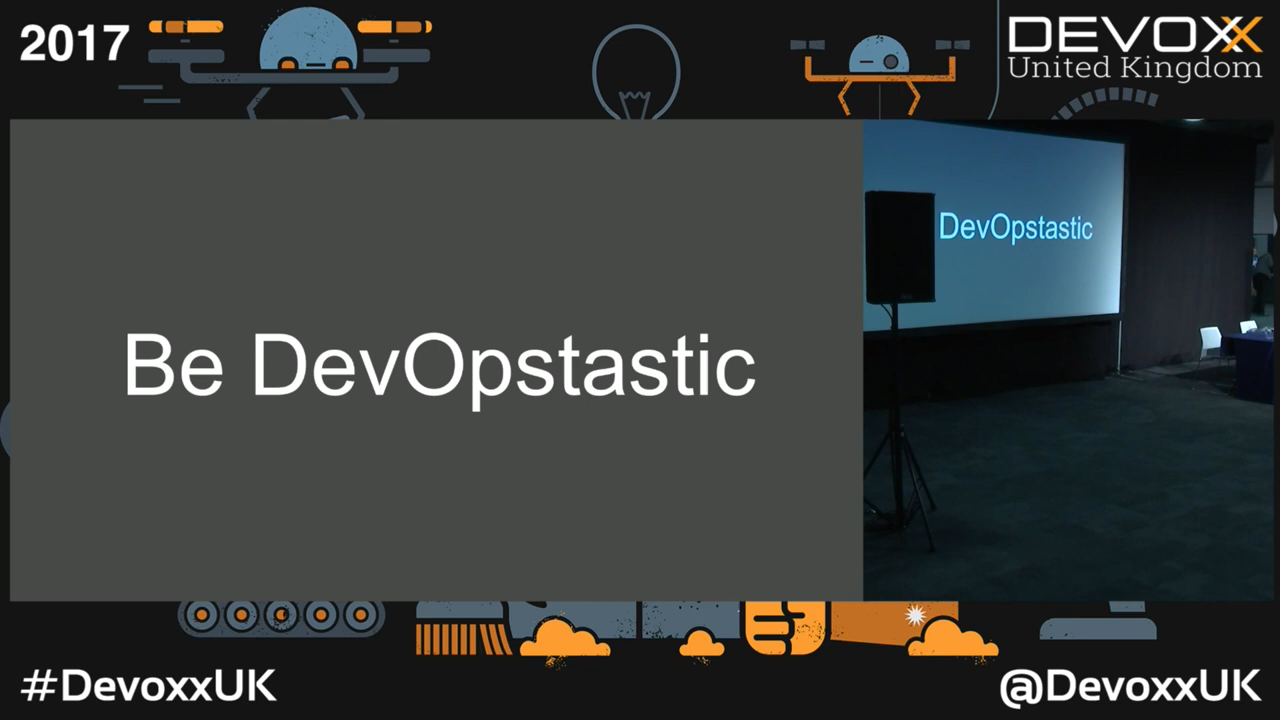 2017
DEVOXX
United Kingdom
Be DevOpstastic
DevOpstastic
#DevoxxUK
@DevoxxUK